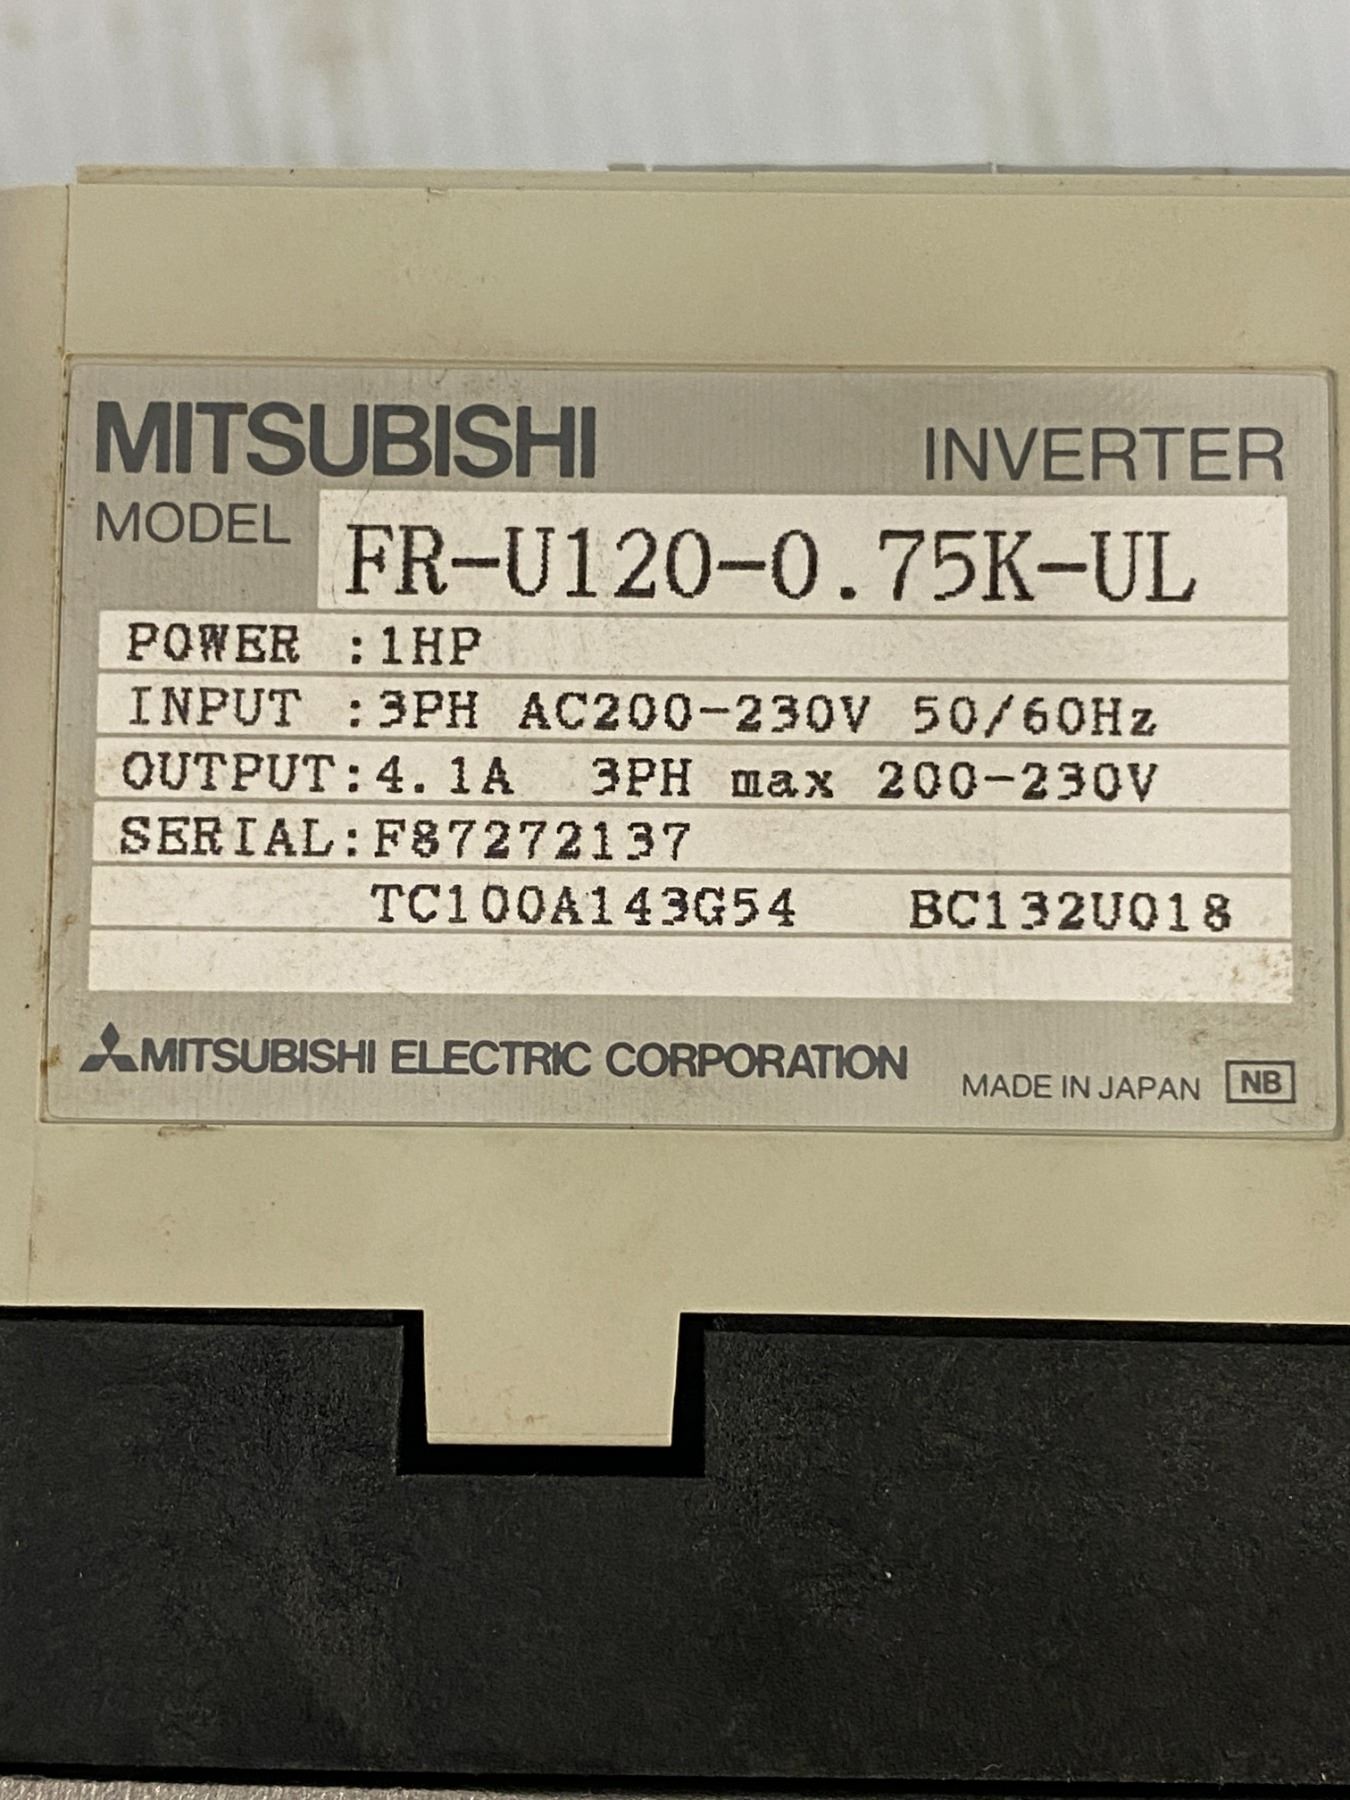 MITSUBISHI INVERTER
MODEL FR-U120-0.75K-UL
POWER :1HP
INPUT :3PH AC200-230V 50/60Hz
OUTPUT:4.1A 3PH max 200-230V
SERIAL:F87272137
TC100A143G54 BC132U018
MITSUBISHI ELECTRIC CORPORATION MADE IN JAPAN NB